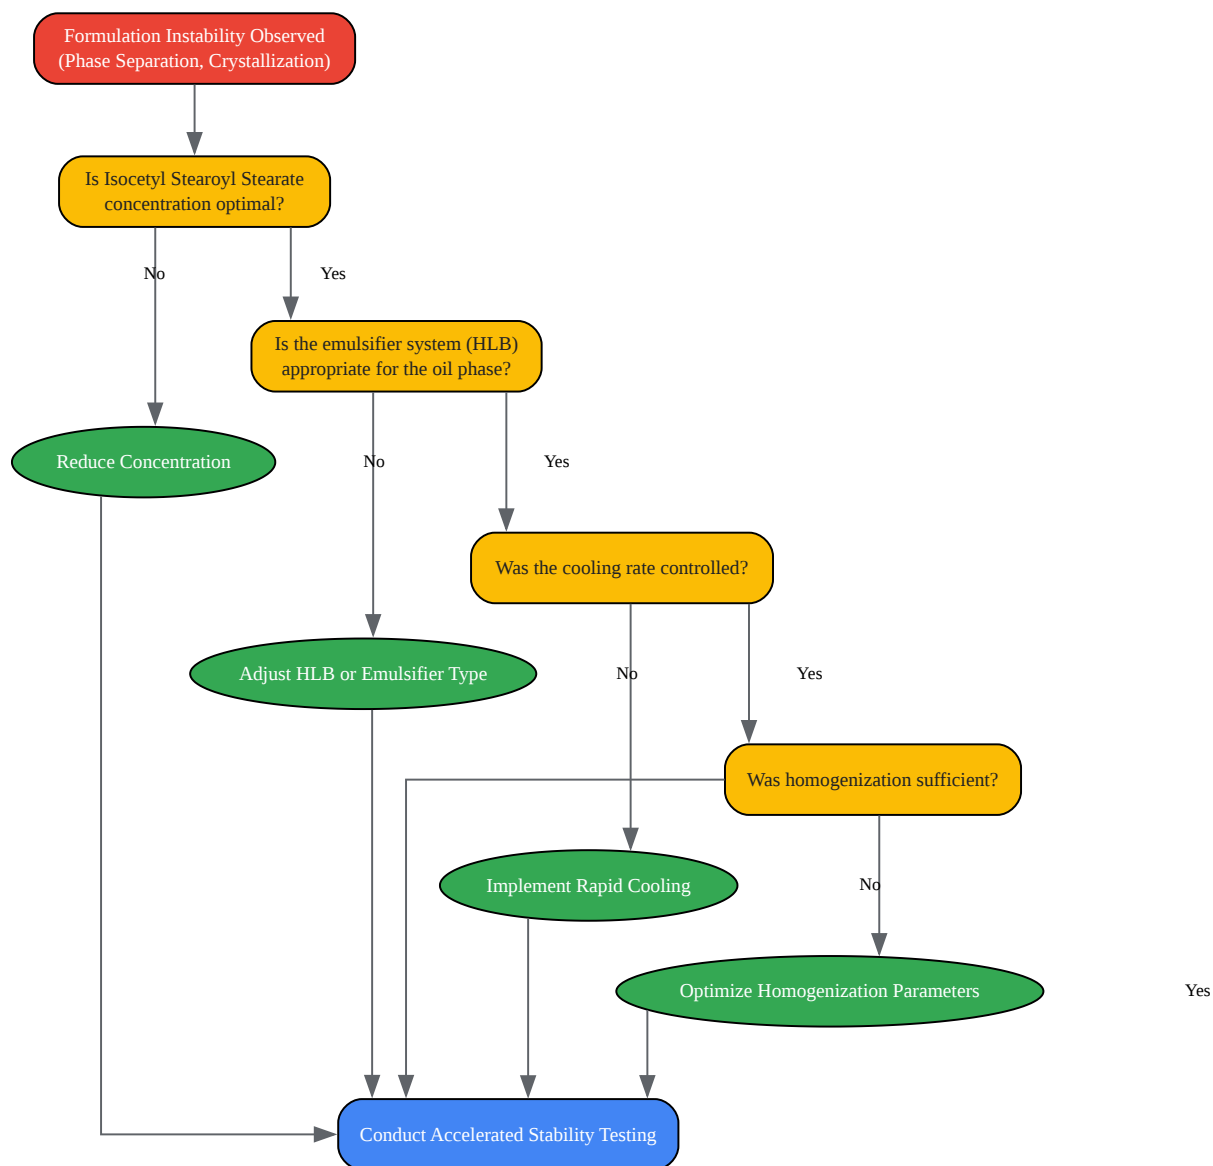 Formulation Instability Observed
(Phase Separation, Crystallization)
Is Isocetyl Stearoyl Stearate
concentration optimal?
No
Yes
Is the emulsifier system (HLB)
appropriate for the oil phase?
Reduce Concentration
No
Yes
Was the cooling rate controlled?
Adjust HLB or Emulsifier Type
No
Yes
Was homogenization sufficient?
Implement Rapid Cooling
No
Optimize Homogenization Parameters
Yes
Conduct Accelerated Stability Testing